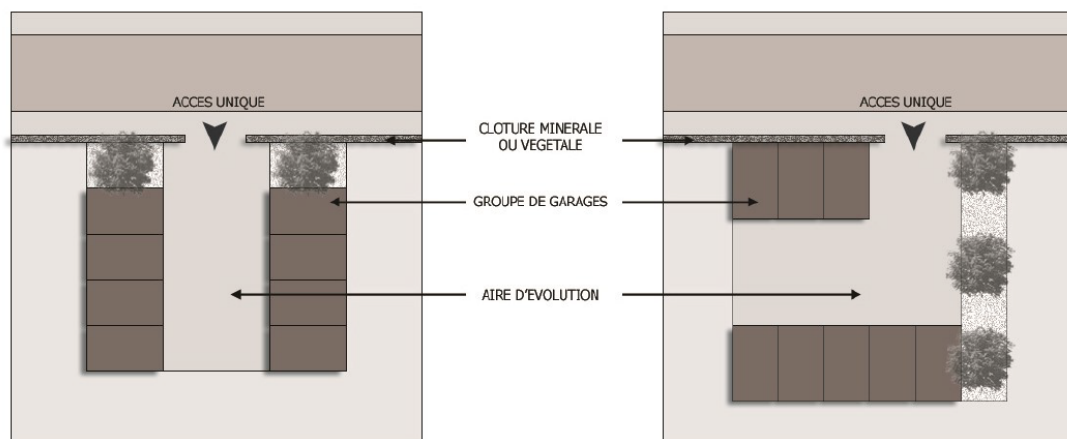 ACCES UNIQUE
ACCES UNIQUE
CLOTURE MINERALE
OU VEGETALE
GROUPE DE GARAGES
AIRE D'EVOLUTION